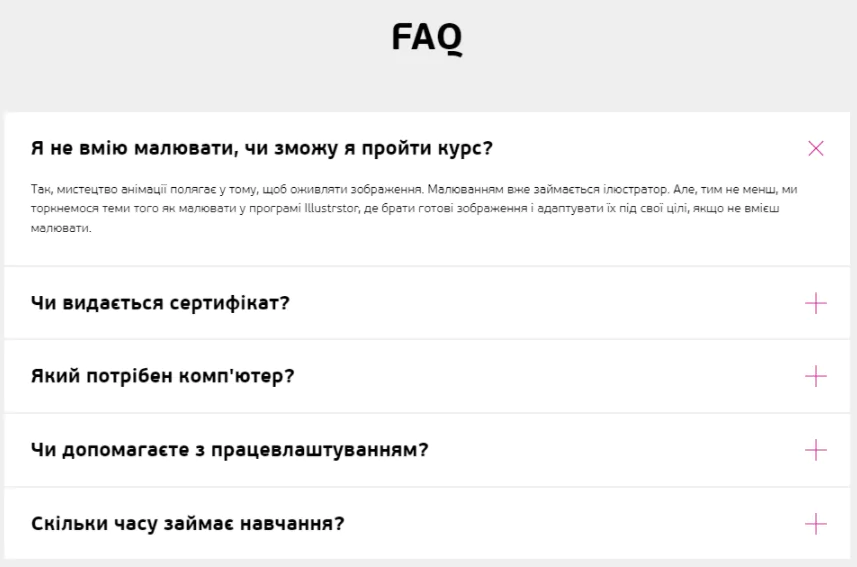 FAQ
Я не вмію малювати, чи зможу я пройти курс?
Так, мистецтво анімації полягає у тому, щоб оживляти зображення. Малюванням вже займається ілюстратор. Але, тим не менш, ми
торкнемося теми того як малювати у програмі Illustrstor, де брати готові зображення і адаптувати їх під свої цілі, якщо не вмієш
малювати.
Чи видається сертифікат?
Який потрібен комп'ютер?
Чи допомагаєте з працевлаштуванням?
Скільки часу займає навчання?